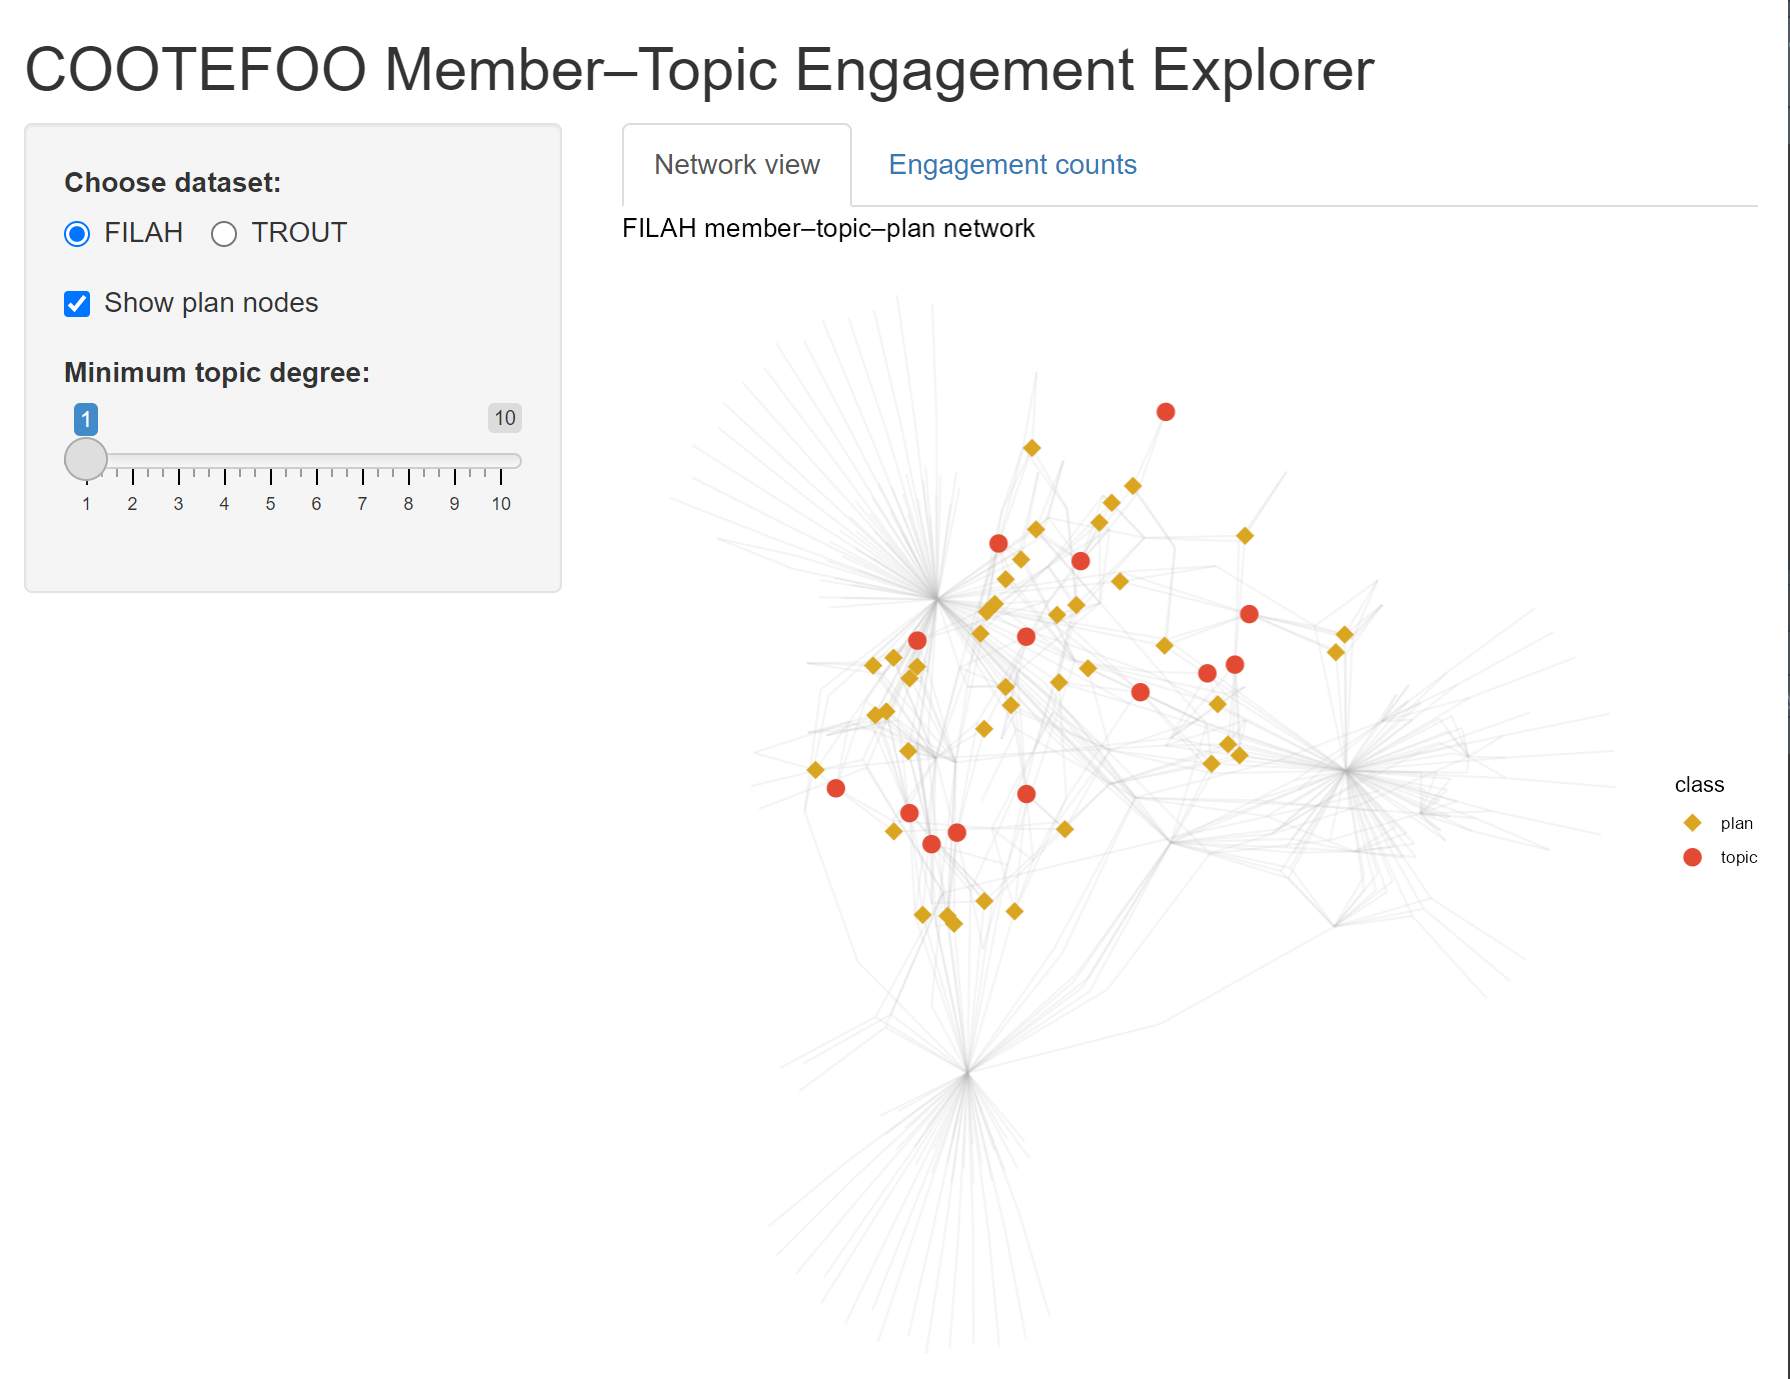 COOTEFOO Member–Topic Engagement Explorer
Choose dataset:
FILAH TROUT
Show plan nodes
Minimum topic degree:
1 10
1 2 3 4 5 6 7 8 9 10
Network view Engagement counts
FILAH member–topic–plan network
class
plan
topic